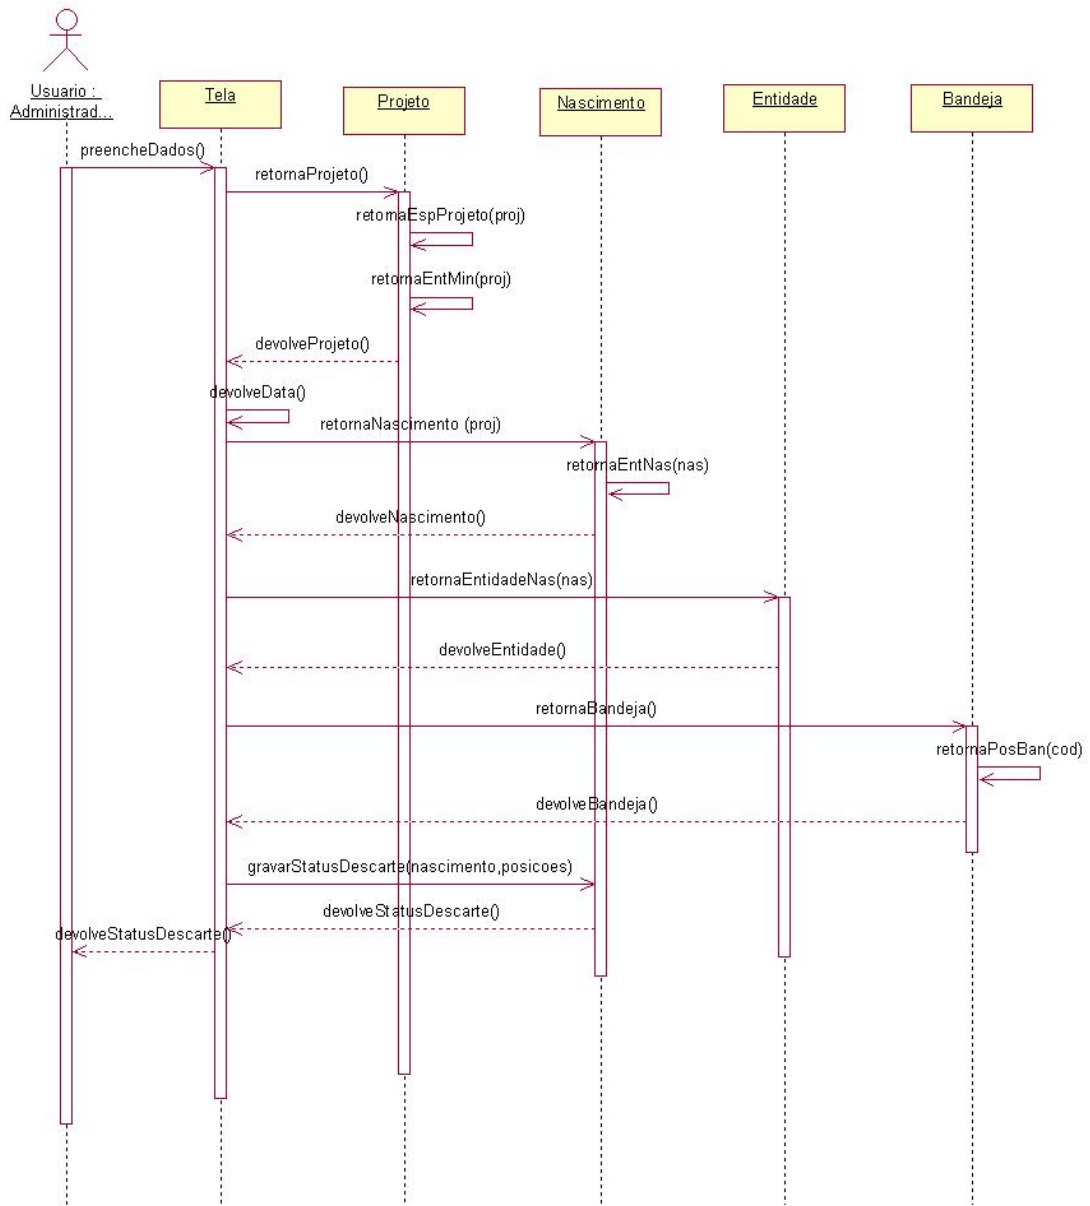 Usuario :
Administrad...
Tela
Projeto
Nascimento
Entidade
Bandeja
preencheDados()
retornaProjeto()
retornaEspProjeto(proj)
retornaEntMin(proj)
devolveProjeto()
devolveData()
retornaNascimento (proj)
retornaEntNas(nas)
devolveNascimento()
retornaEntidadeNas(nas)
devolveEntidade()
retornaBandeja()
retornaPosBan(cod)
devolveBandeja()
gravarStatusDescarte(nascimento,posicoes)
devolveStatusDescarte()
devolveStatusDescarte()